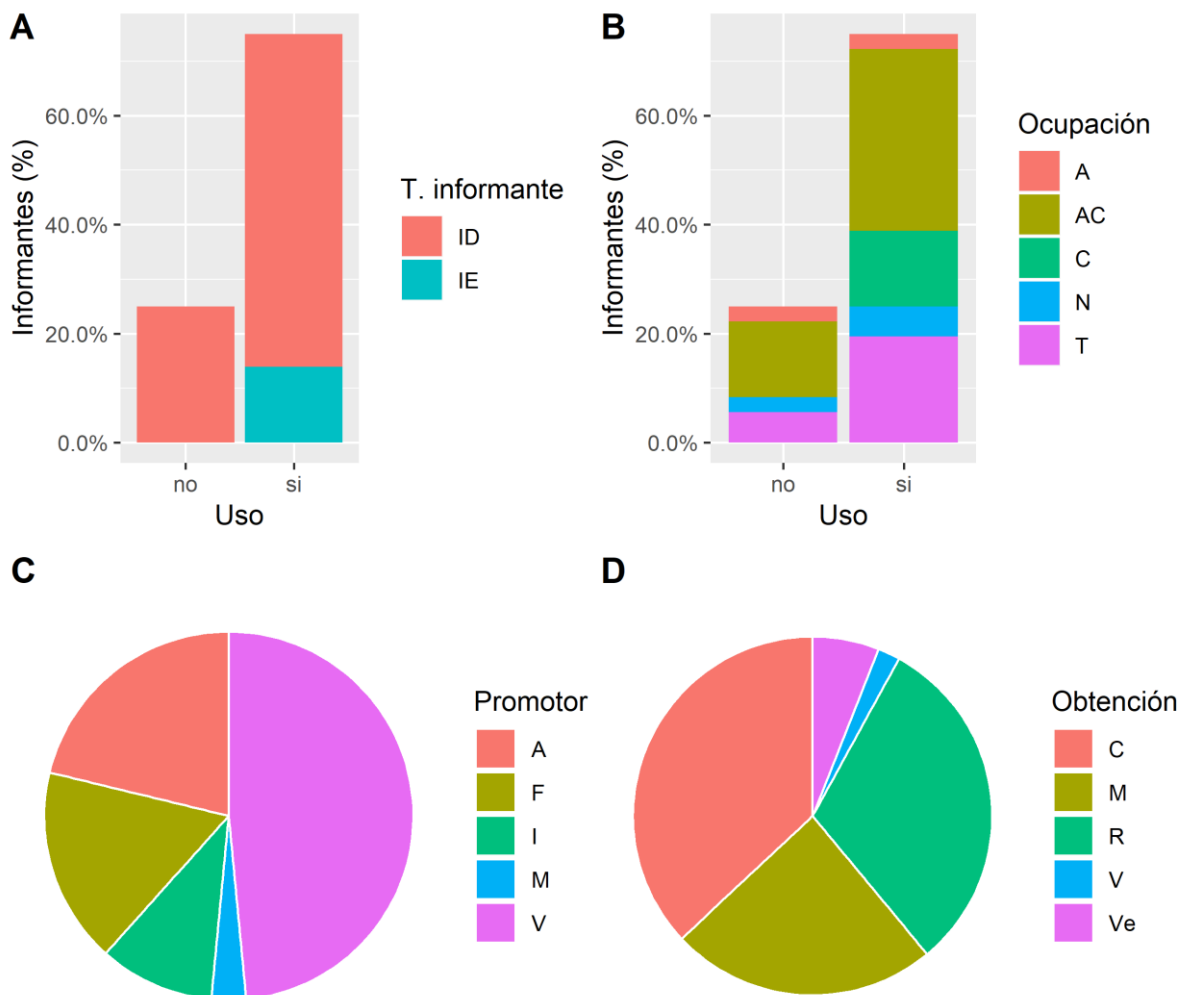 A
Informantes (%)
60.0%
40.0%
20.0%
0.0%
no
si
Uso
T. informante
ID
IE
B
Informantes (%)
60.0%
40.0%
20.0%
0.0%
no
si
Uso
Ocupación
A
AC
C
N
T
C
Promotor
A
F
I
M
V
D
Obtención
C
M
R
V
Ve